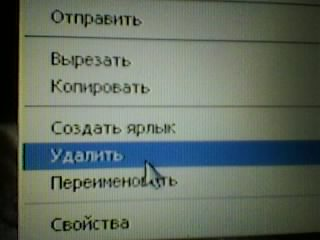 Отправить
Вырезать
Копировать
Создать ярлык
Удалить
Переименовать
Свойства